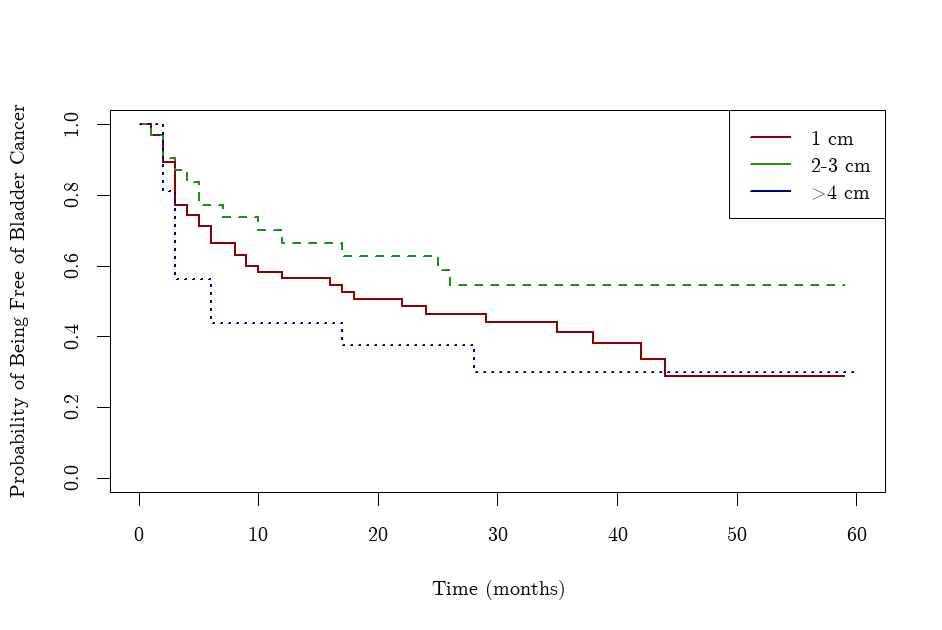 Probability of Being Free of Bladder Cancer
1.0
0.8
0.6
0.4
0.2
0.0
1 cm
2-3 cm
>4 cm
0 10 20 30 40 50 60
Time (months)